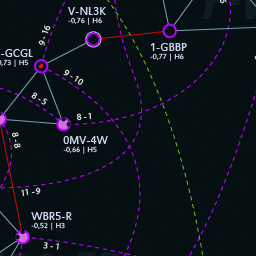 V-NL3K
-0,76 | H6
9 - 16
1-GBBP
-0,77 | H6
-GCGL
0,73 | H5
9 - 10
8 - 5
8 - 1
8 - 8
0MV-4W
-0,66 | H5
11 - 9
WBR5-R
-0,52 | H3
3 - 1